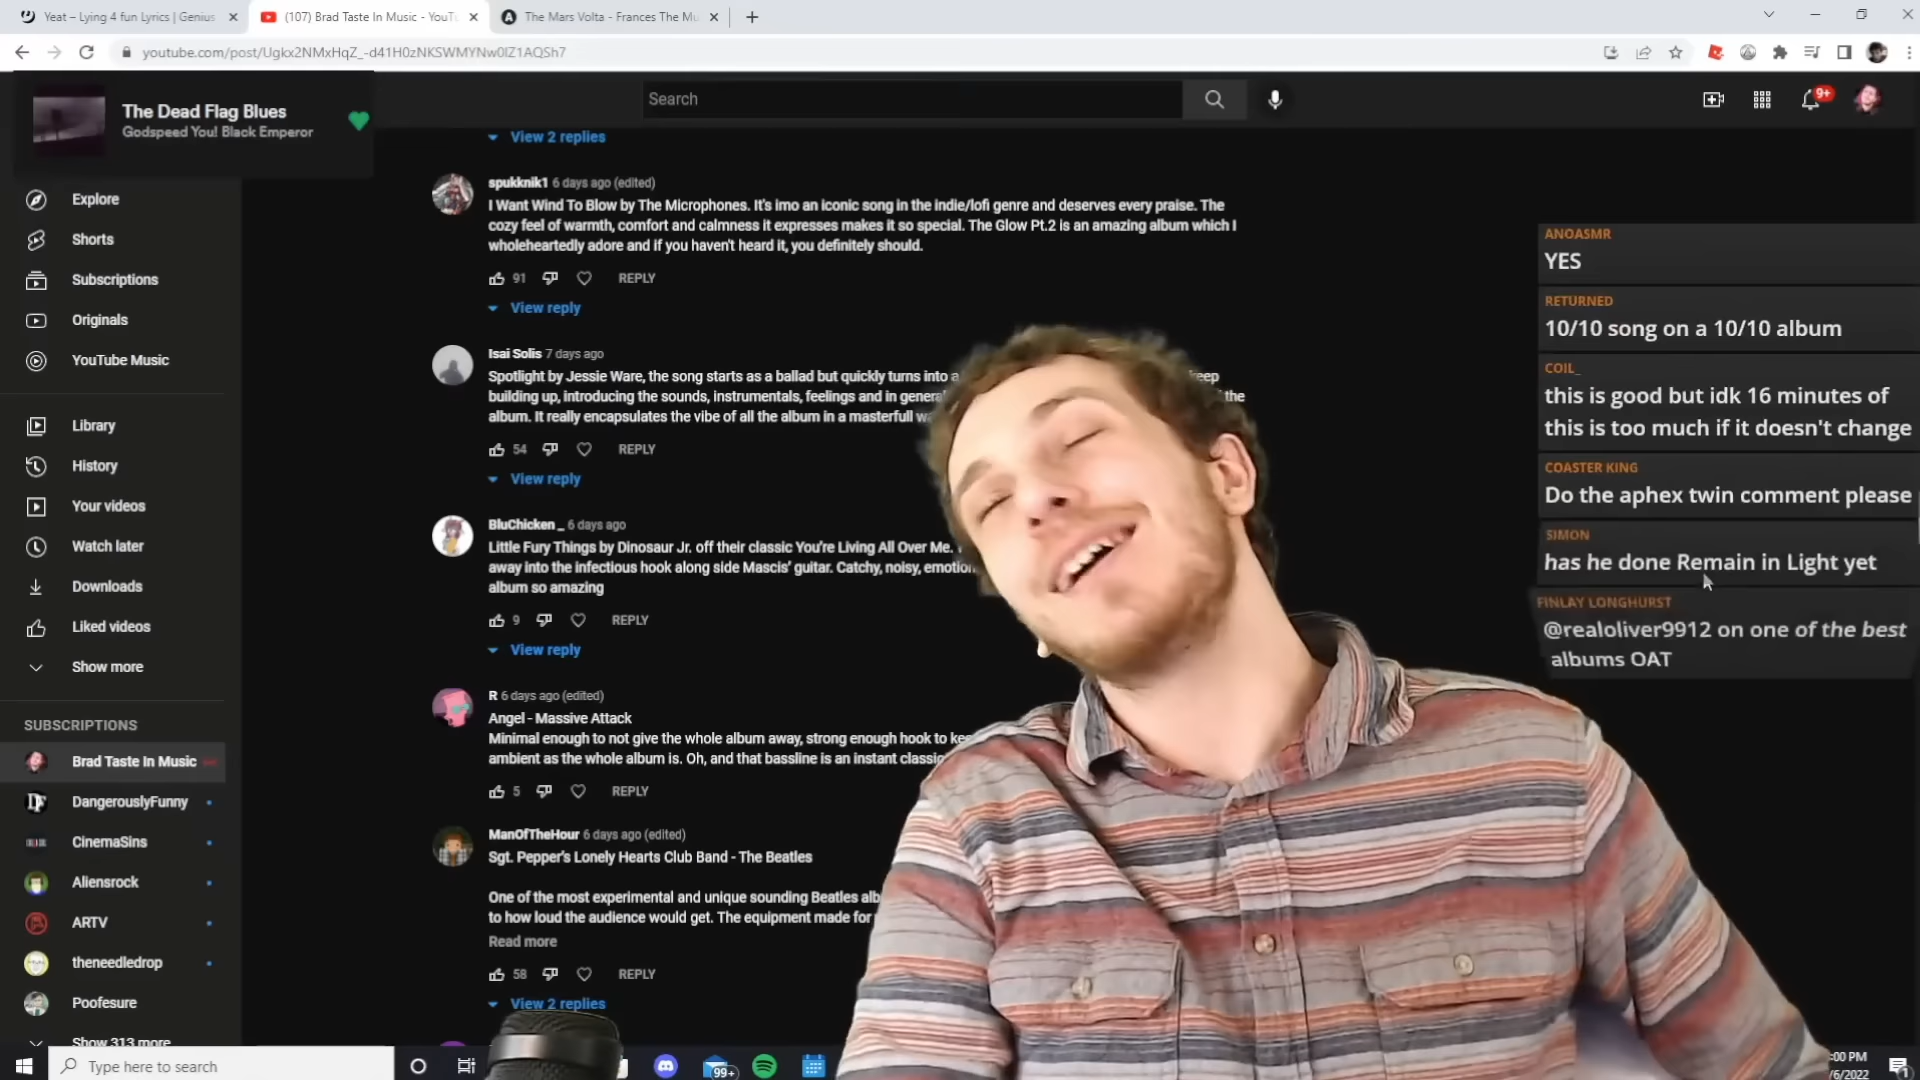 Yeat – Lying 4 fun Lyrics | Genius
(107) Brad Taste In Music - YouTu
The Mars Volta - Frances The Mu
youtube.com/post/Ugkx2NMxHqZ_-d41H0zNKSWMYNw0lZ1AQSh7
The Dead Flag Blues
Godspeed You! Black Emperor
Search
9+
Explore
Shorts
Subscriptions
Originals
YouTube Music
Library
History
Your videos
Watch later
Downloads
Liked videos
Show more
SUBSCRIPTIONS
Brad Taste In Music
DangerouslyFunny
CinemaSins
Aliensrock
ARTV
theneedledrop
Poofesure
Show 313 more
View 2 replies
spukknik1 6 days ago (edited)
I Want Wind To Blow by The Microphones. It's imo an iconic song in the indie/lofi genre and deserves every praise. The
cozy feel of warmth, comfort and calmness it expresses makes it so special. The Glow Pt.2 is an amazing album which I
wholeheartedly adore and if you haven't heard it, you definitely should.
91 REPLY
View reply
Isai Solis 7 days ago
Spotlight by Jessie Ware, the song starts as a ballad but quickly turns into a
building up, introducing the sounds, instrumentals, feelings and in general the
album. It really encapsulates the vibe of all the album in a masterful
54 REPLY
View reply
BluChicken _ 6 days ago
Little Fury Things by Dinosaur Jr. off their classic You're Living All Over Me.
away into the infectious hook along side Mascis' guitar. Catchy, noisy, emotion
album so amazing
9 REPLY
View reply
R 6 days ago (edited)
Angel - Massive Attack
Minimal enough to not give the whole album away, strong enough hook to kee
ambient as the whole album is. Oh, and that bassline is an instant classic
5 REPLY
ManOfTheHour 6 days ago (edited)
Sgt. Pepper's Lonely Hearts Club Band - The Beatles
One of the most experimental and unique sounding Beatles alb
to how loud the audience would get. The equipment made for
Read more
58 REPLY
View 2 replies
ANOASMR
YES
RETURNED
10/10 song on a 10/10 album
COIL_
this is good but idk 16 minutes of
this is too much if it doesn't change
COASTER KING
Do the aphex twin comment please
SIMON
has he done Remain in Light yet
FINLAY LONGHURST
@realoliver9912 on one of the best
albums OAT
Type here to search
99+
:00 PM
/6/2022
1